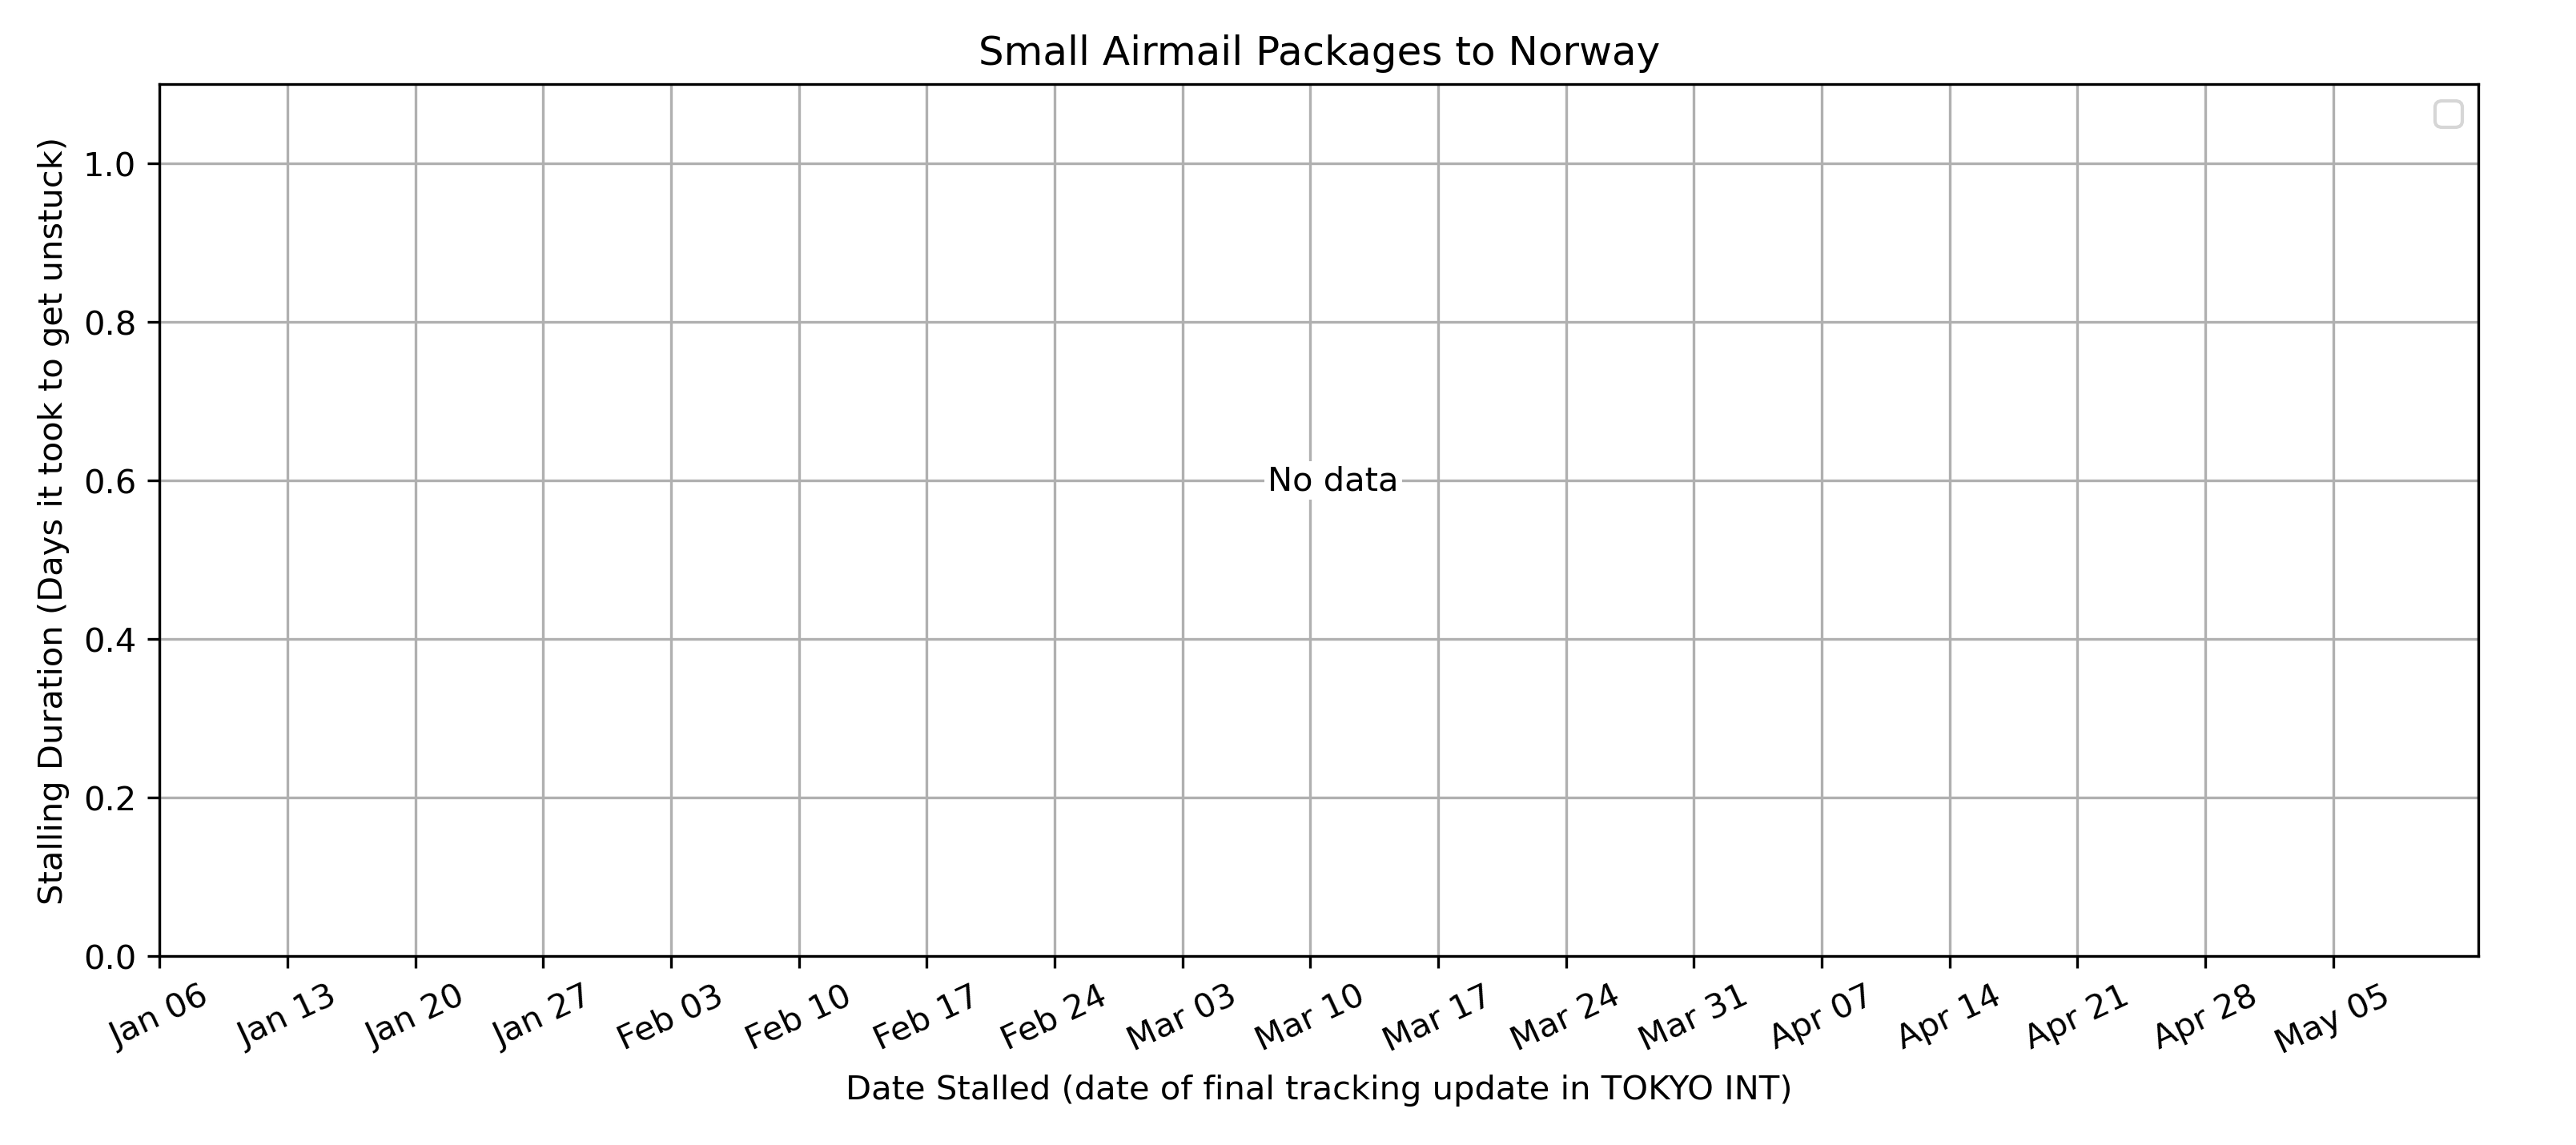 Small Airmail Packages to Norway
Stalling Duration (Days it took to get unstuck)
1.0
0.8
0.6
0.4
0.2
0.0
No data
Jan 06
Jan 13
Jan 20
Jan 27
Feb 03
Feb 10
Feb 17
Feb 24
Mar 03
Mar 10
Mar 17
Mar 24
Mar 31
Apr 07
Apr 14
Apr 21
Apr 28
May 05
Date Stalled (date of final tracking update in TOKYO INT)